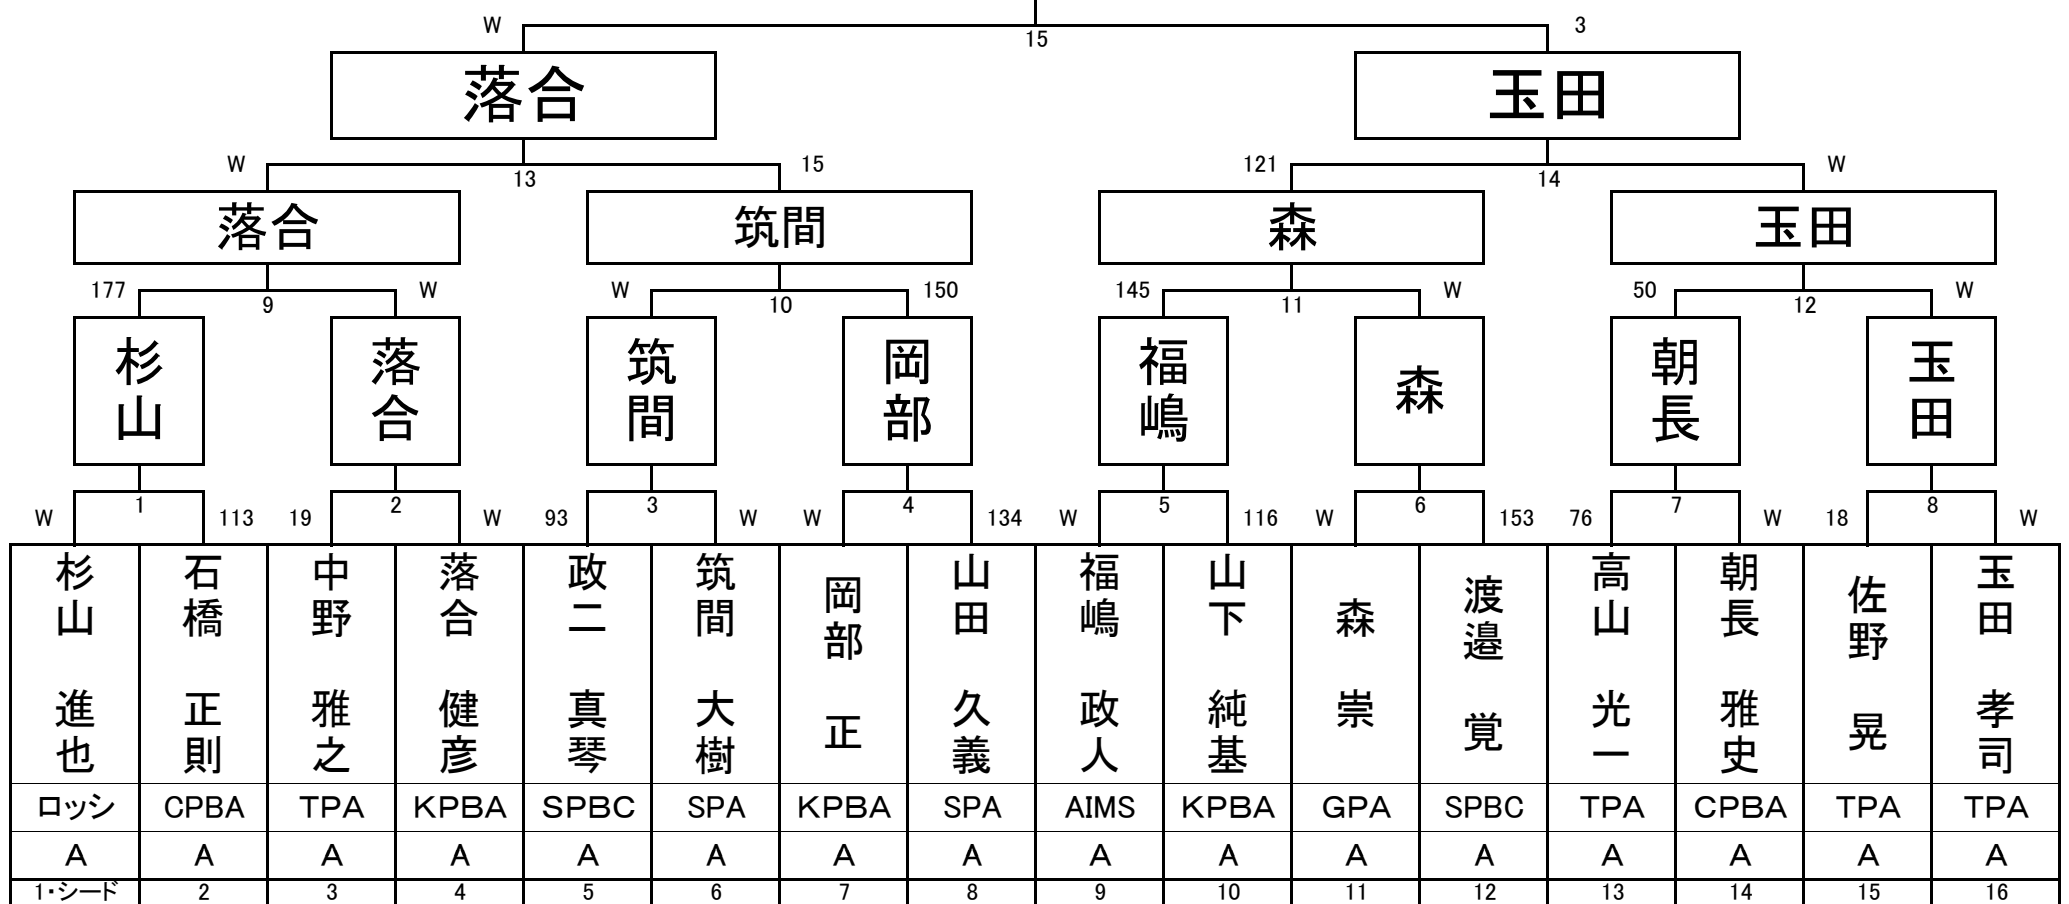 W 3
15
落合 玉田
W 15 121 W
13 14
落合 筑間 森 玉田
177 W W 150 145 W 50 W
9 10 11 12
杉山 落合 筑間 岡部 福嶋 森 朝長 玉田
1 2 3 4 5 6 7 8
W 113 19 W 93 W W 134 W 116 W 153 76 W 18 W
杉山 進也 石橋 正則 中野 雅之 落合 健彦 政二 真琴 筑間 大樹 岡部 正 山田 久義 福嶋 政人 山下 純基 森 崇 渡邉 覚 高山 光一 朝長 雅史 佐野 晃 玉田 孝司
ロッシ CPBA TPA KPBA SPBC SPA KPBA SPA AIMS KPBA GPA SPBC TPA CPBA TPA TPA
A A A A A A A A A A A A A A A A
1・シード 2 3 4 5 6 7 8 9 10 11 12 13 14 15 16